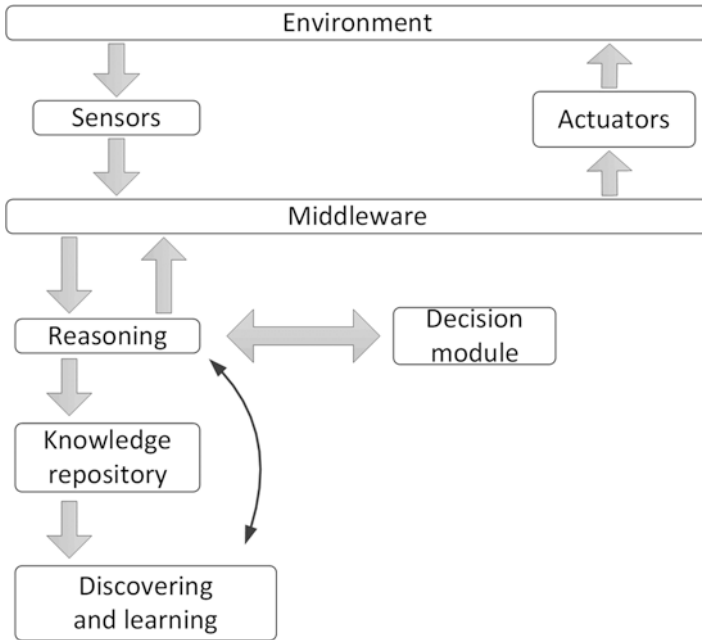 Environment
Sensors
Actuators
Middleware
Reasoning
Decision
module
Knowledge
repository
Discovering
and learning